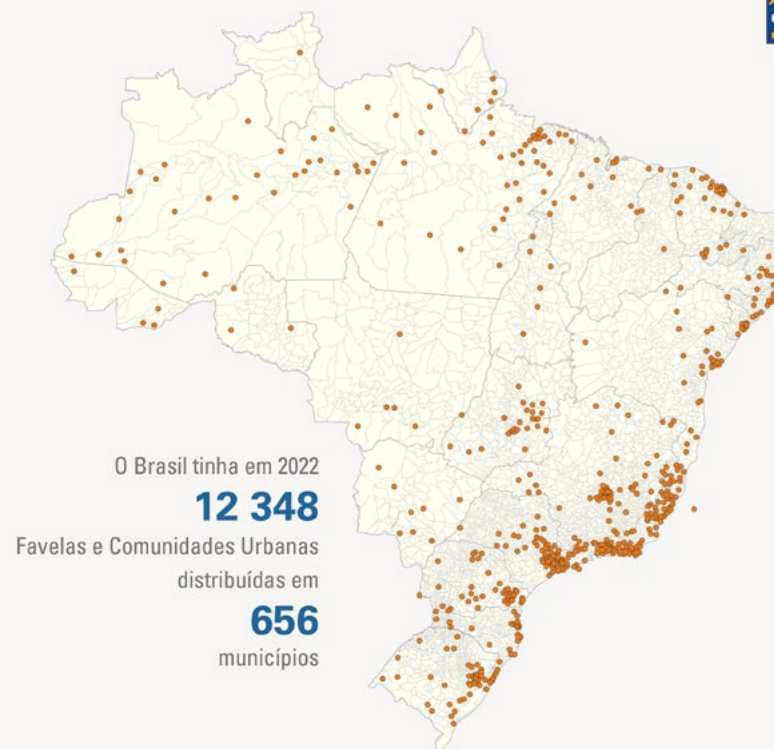 O Brasil tinha em 2022
12 348
Favelas e Comunidades Urbanas
distribuídas em
656
municípios